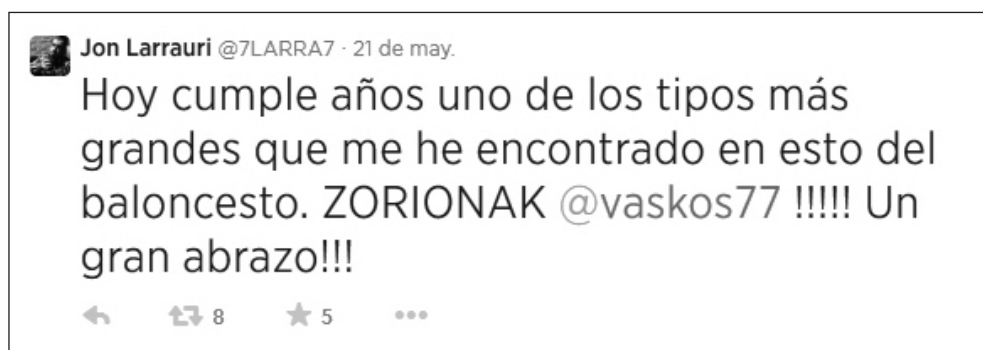 Jon Larrauri @7LARRA7 · 21 de may.
Hoy cumple años uno de los tipos más
grandes que me he encontrado en esto del
baloncesto. ZORIONAK @vaskos77 !!!!! Un
gran abrazo!!!
8 5